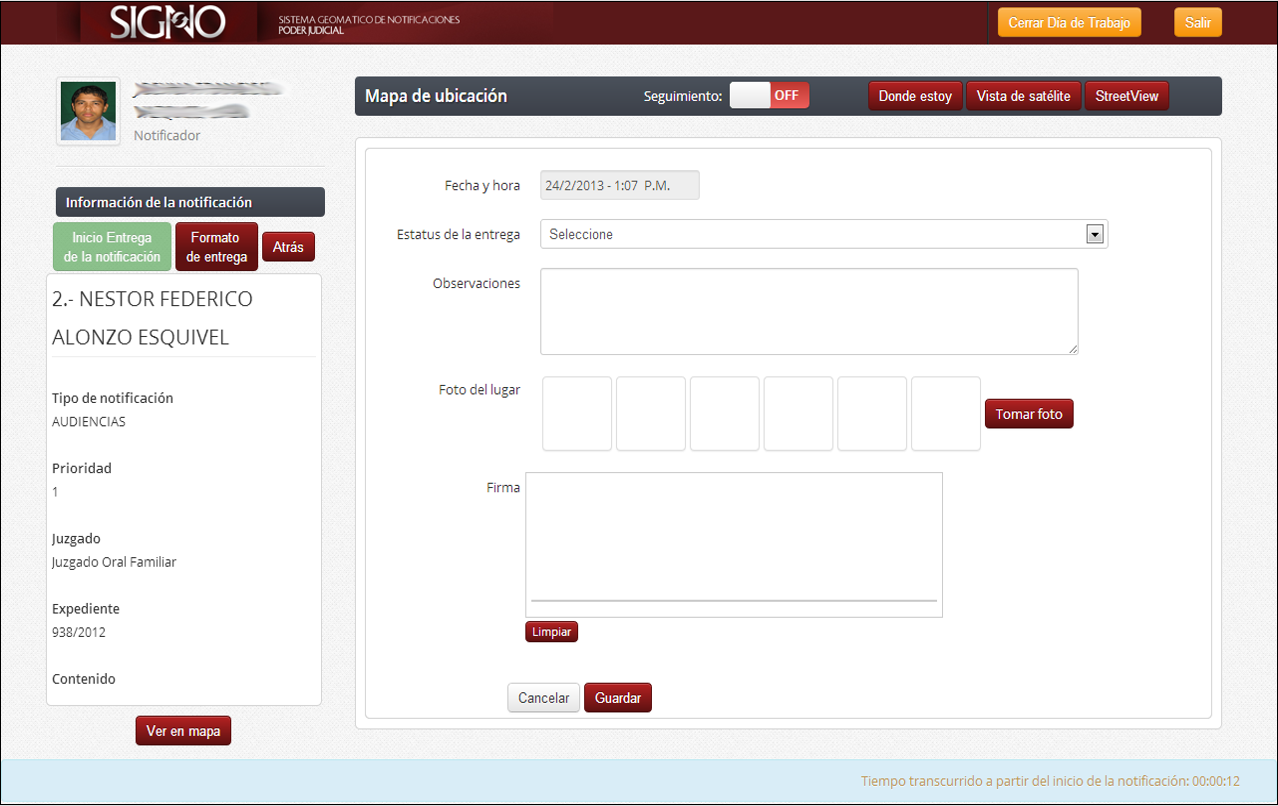 SIGNO
SISTEMA GEOMATICO DE NOTIFICACIONES
PODER JUDICIAL
Cerrar Día de Trabajo
Salir
Notificador
Información de la notificación
Inicio Entrega
de la notificación
Formato
de entrega
Atrás
2.- NESTOR FEDERICO
ALONZO ESQUIVEL
Tipo de notificación
AUDIENCIAS
Prioridad
1
Juzgado
Juzgado Oral Familiar
Expediente
938/2012
Contenido
Ver en mapa
Mapa de ubicación
Seguimiento:
OFF
Donde estoy
Vista de satélite
StreetView
Fecha y hora
24/2/2013 - 1:07 P.M.
Estatus de la entrega
Seleccione
Observaciones
Foto del lugar
Tomar foto
Firma
Limpiar
Cancelar
Guardar
Tiempo transcurrido a partir del inicio de la notificación: 00:00:12